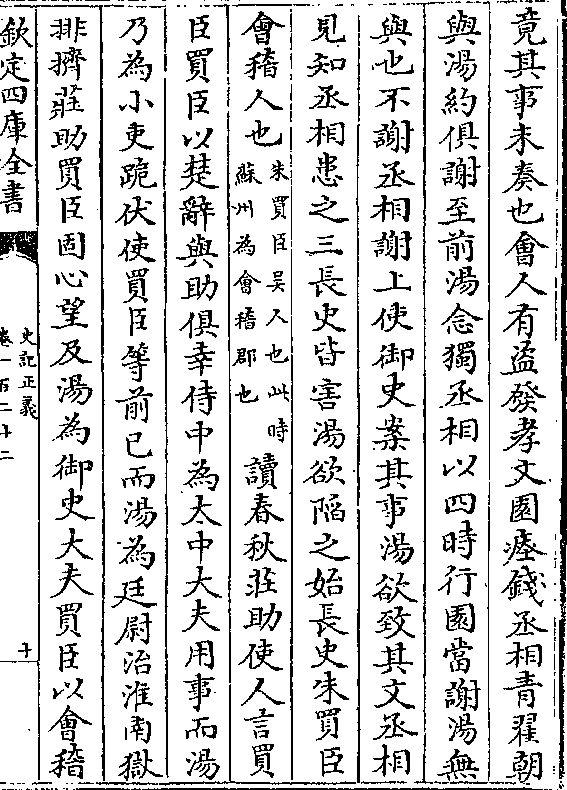 竟其事未奏也會人有盜發孝文園瘞錢丞相青翟朝
與湯約俱謝至前湯念獨丞相以四時行園當謝湯無
與也不謝丞相謝上使御史案其事湯欲致其文丞相
見知丞相患之三長史皆害湯欲陷之始長史朱買臣
會稽人也朱買臣吳人也此時蘇州為會稽郡也讀春秋莊助使人言買
臣買臣以楚辭與助俱幸侍中為太中大夫用事而湯
乃為小吏跪伏使買臣等前已而湯為廷尉治淮南獄
排擠莊助買臣固心望及湯為御史大夫買臣以會稽
欽定四庫全書
史記正義
卷一百二十二
十